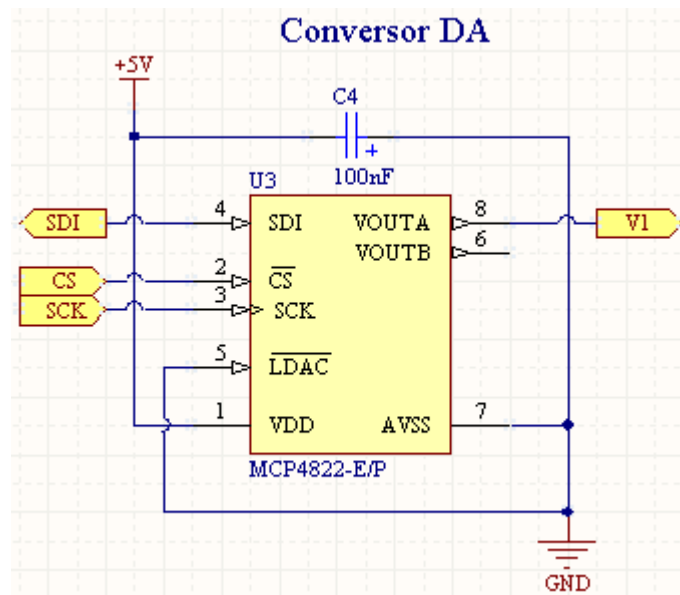 Conversor DA
+5V
C4
+
100nF
U3
SDI 4 SDI VOUTA 8 V1
VOUTB 6
CS 2 CS
SCK 3 SCK
5 LDAC
1 VDD AVSS 7
MCP4822-E/P
GND